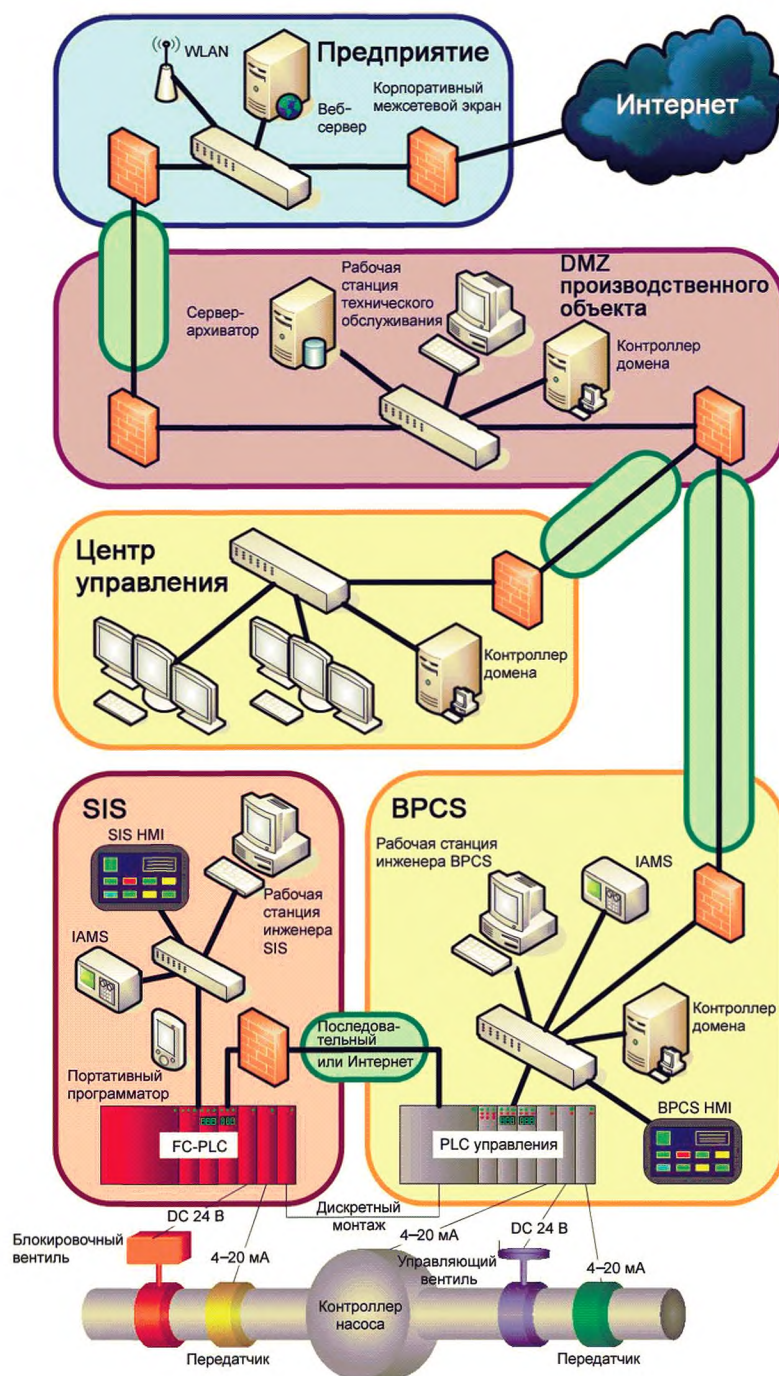 WLAN
Предприятие
Веб-
сервер
Корпоративный
межсетевой экран
Интернет
DMZ
производственного
объекта
Рабочая
станция
технического
обслуживания
Сервер-
архиватор
Контроллер
домена
Центр
управления
Контроллер
домена
SIS
SIS HMI
Рабочая
станция
инженера
SIS
IAMS
Портативный
программатор
FC-PLC
Последова-
тельный
или Интернет
BPCS
Рабочая станция
инженера BPCS
IAMS
Контроллер
домена
BPCS HMI
PLC управления
Дискретный
монтаж
DC 24 В
Блокировочный
вентиль
4–20 мА
4–20 мА
DC 24 В
Управляющий
вентиль
4–20 мА
Контроллер
насоса
Передатчик
Передатчик